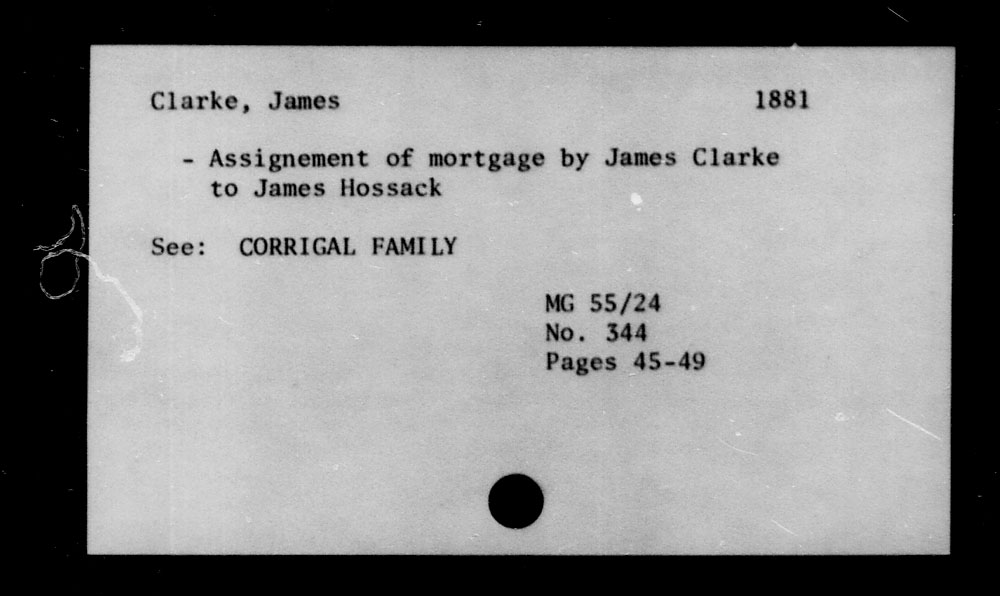 Clarke, James 1881
- Assignement of mortgage by James Clarke
to James Hossack
See: CORRIGAL FAMILY
MG 55/24
No. 344
Pages 45-49